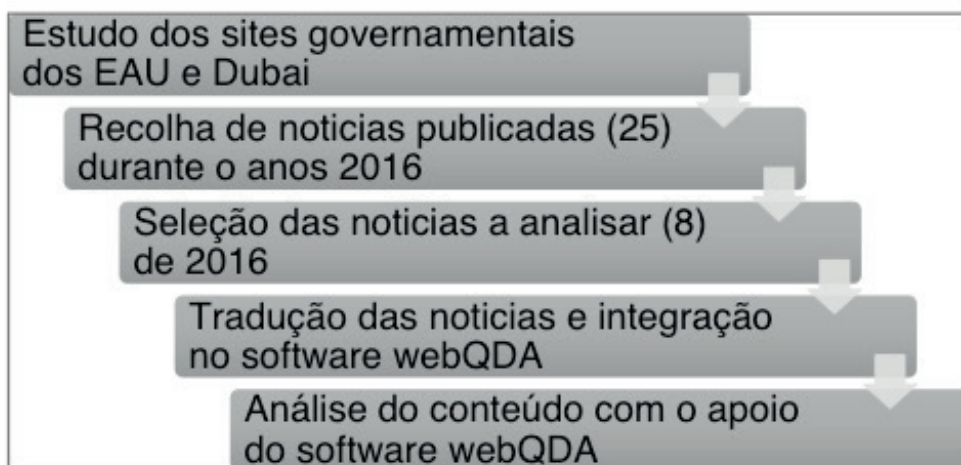 Estudo dos sites governamentais
dos EAU e Dubai
Recolha de noticias publicadas (25)
durante o anos 2016
Seleção das noticias a analisar (8)
de 2016
Tradução das noticias e integração
no software webQDA
Análise do conteúdo com o apoio
do software webQDA